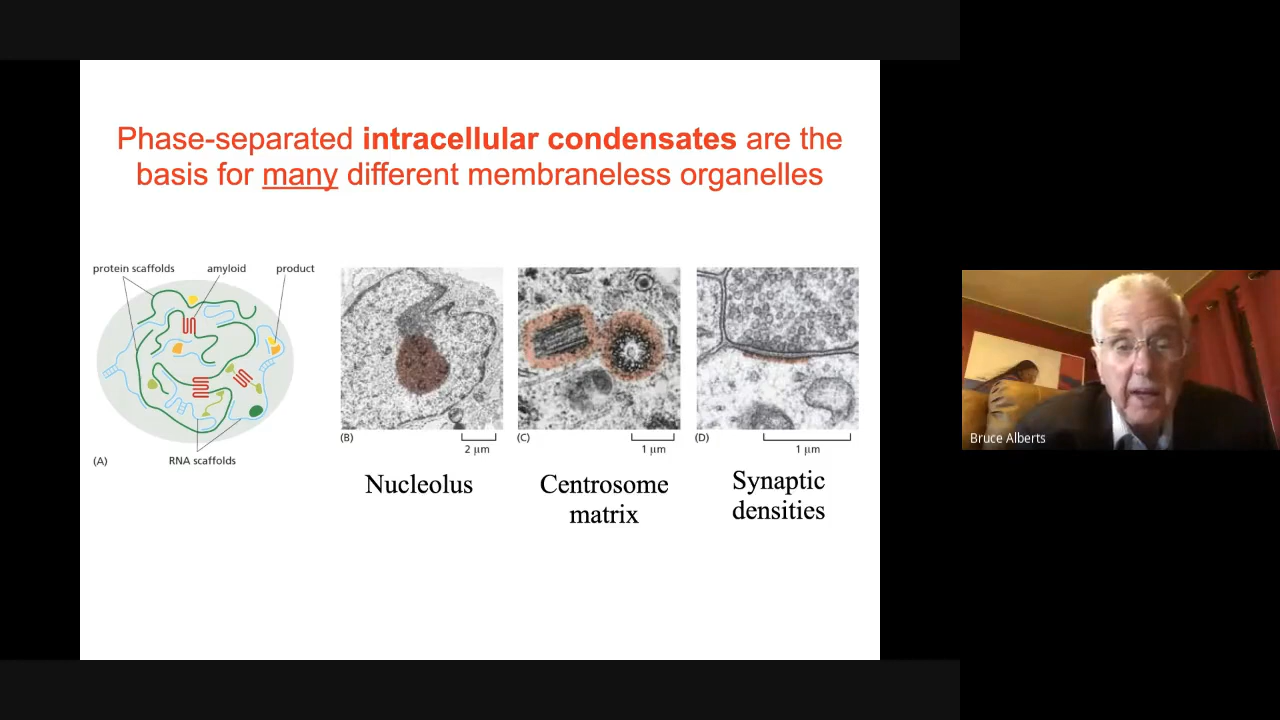 Phase-separated intracellular condensates are the
basis for many different membraneless organelles
protein scaffolds
amyloid
product
RNA scaffolds
(A)
(B)
2 μm
(C)
1 μm
(D)
1 μm
Nucleolus
Centrosome
matrix
Synaptic
densities
Bruce Alberts